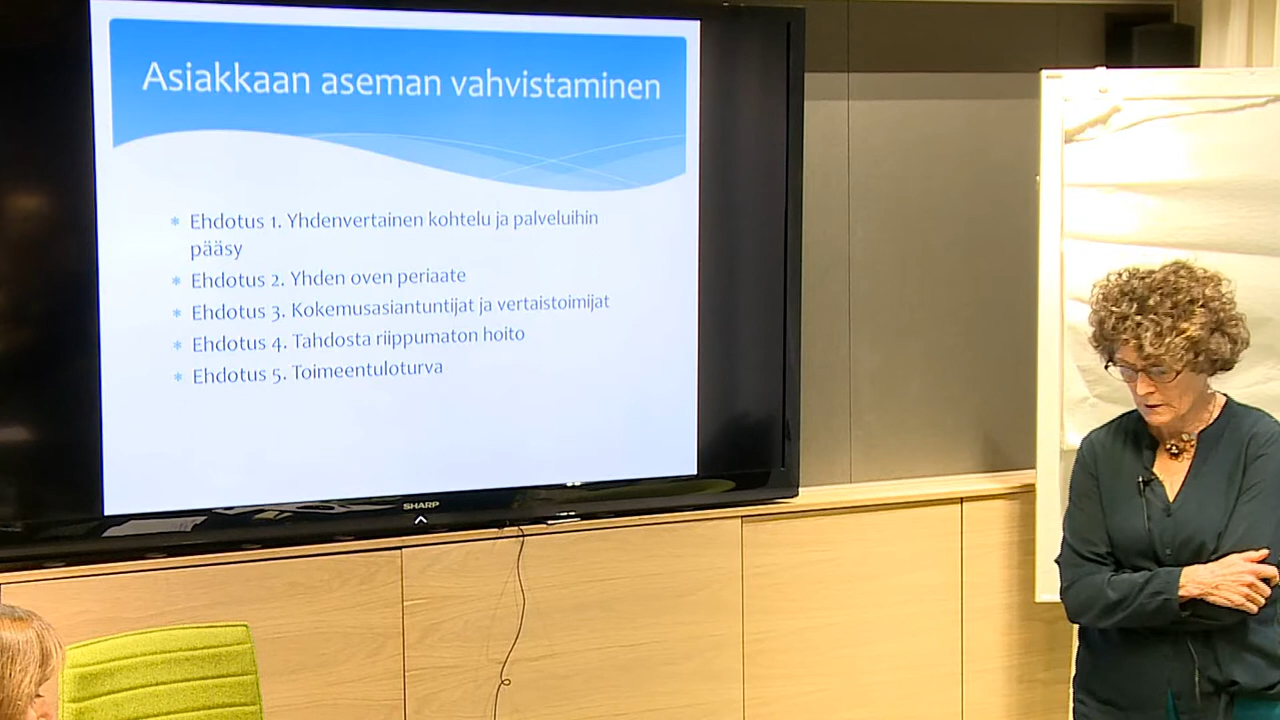 Asiakkaan aseman vahvistaminen
* Ehdotus 1. Yhdenvertainen kohtelu ja palveluihin
pääsy
* Ehdotus 2. Yhden oven periaate
* Ehdotus 3. Kokemusasiantuntijat ja vertaistoimijat
* Ehdotus 4. Tahdosta riippumaton hoito
* Ehdotus 5. Toimeentuloturva
SHARP